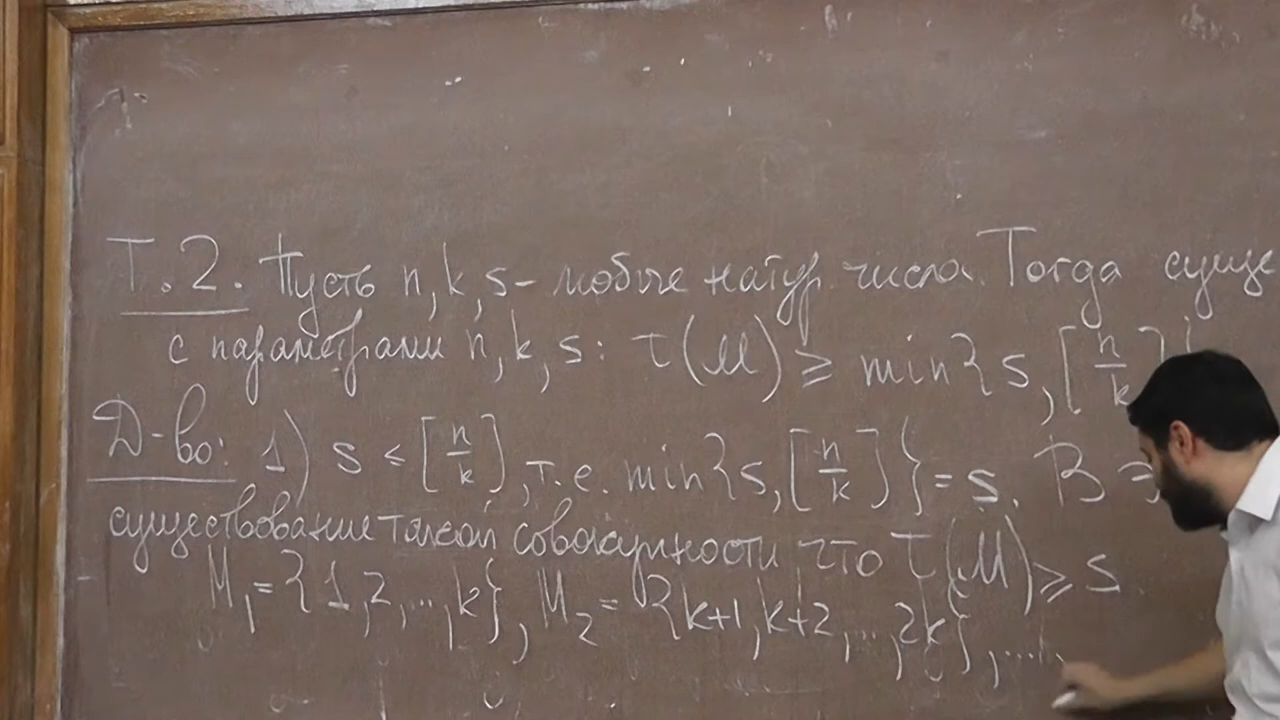 Т.2. Пусть n, k, s - любые натур. числа. Тогда суще
с параметрами n, k, s: τ(M) ≥ min{s, [n/k]
Д-во: 1) s ≤ [n/k], т.е. min{s, [n/k]} = s. В
существование такой совокупности что τ(M) ≥ s.
M₁ = {1,2,...,k}, M₂ = {k+1,k+2,...,2k}, ....